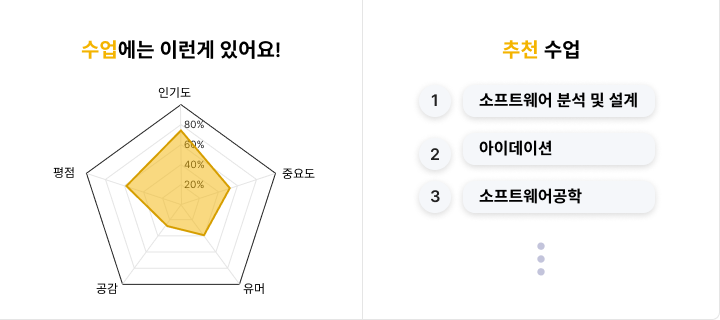 수업에는 이런게 있어요!
인기도
80%
60%
40%
20%
평점
중요도
공감
유머
추천 수업
1 소프트웨어 분석 및 설계
2 아이데이션
3 소프트웨어공학